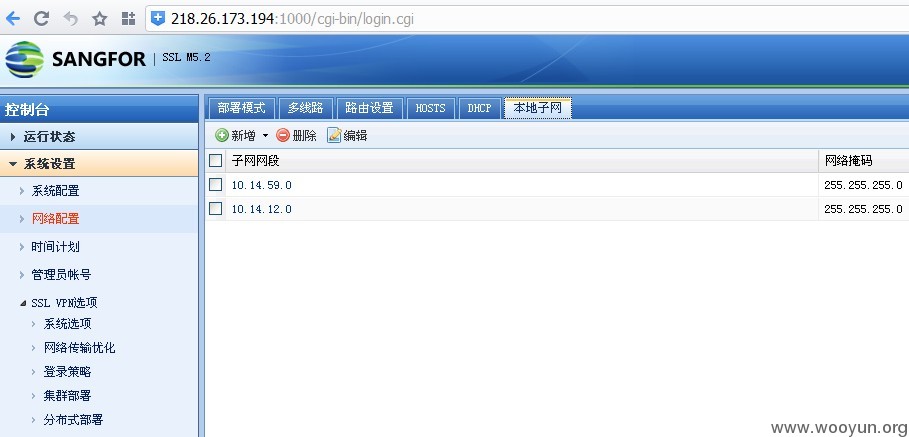 218.26.173.194:1000/cgi-bin/login.cgi
SANGFOR | SSL M5.2
控制台
运行状态
系统设置
系统配置
网络配置
时间计划
管理员帐号
SSL VPN选项
系统选项
网络传输优化
登录策略
集群部署
分布式部署
部署模式 多线路 路由设置 HOSTS DHCP 本地子网
新增 删除 编辑
子网网段 网络掩码
10.14.59.0 255.255.255.0
10.14.12.0 255.255.255.0
www.wooyun.org